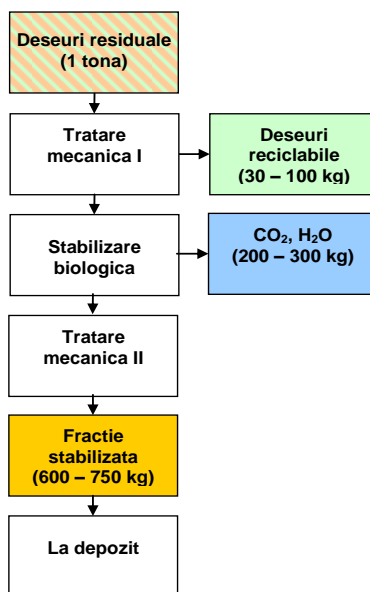 Deseuri residuale
(1 tona)
Tratare
mecanica I
Deseuri
reciclabile
(30 – 100 kg)
Stabilizare
biologica
CO₂, H₂O
(200 – 300 kg)
Tratare
mecanica II
Fractie
stabilizata
(600 – 750 kg)
La depozit